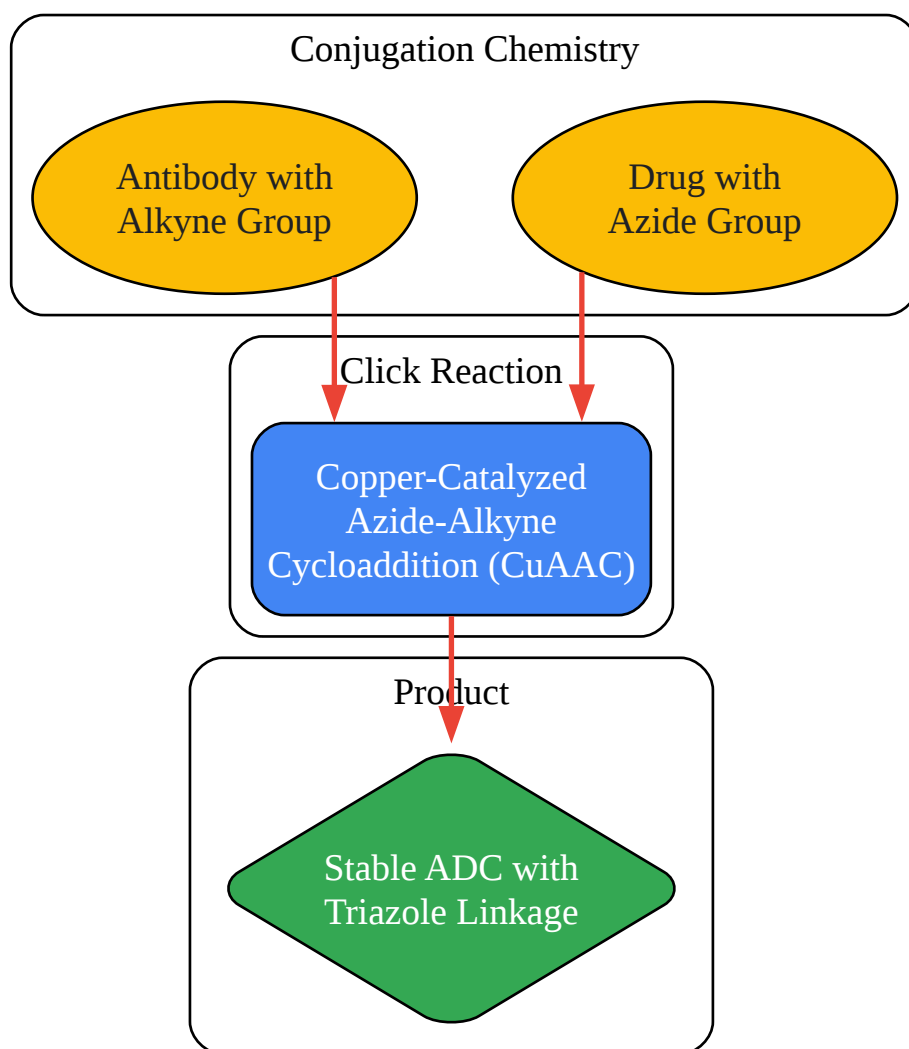 Conjugation Chemistry
Antibody with
Alkyne Group
Drug with
Azide Group
Click Reaction
Copper-Catalyzed
Azide-Alkyne
Cycloaddition (CuAAC)
Product
Stable ADC with
Triazole Linkage